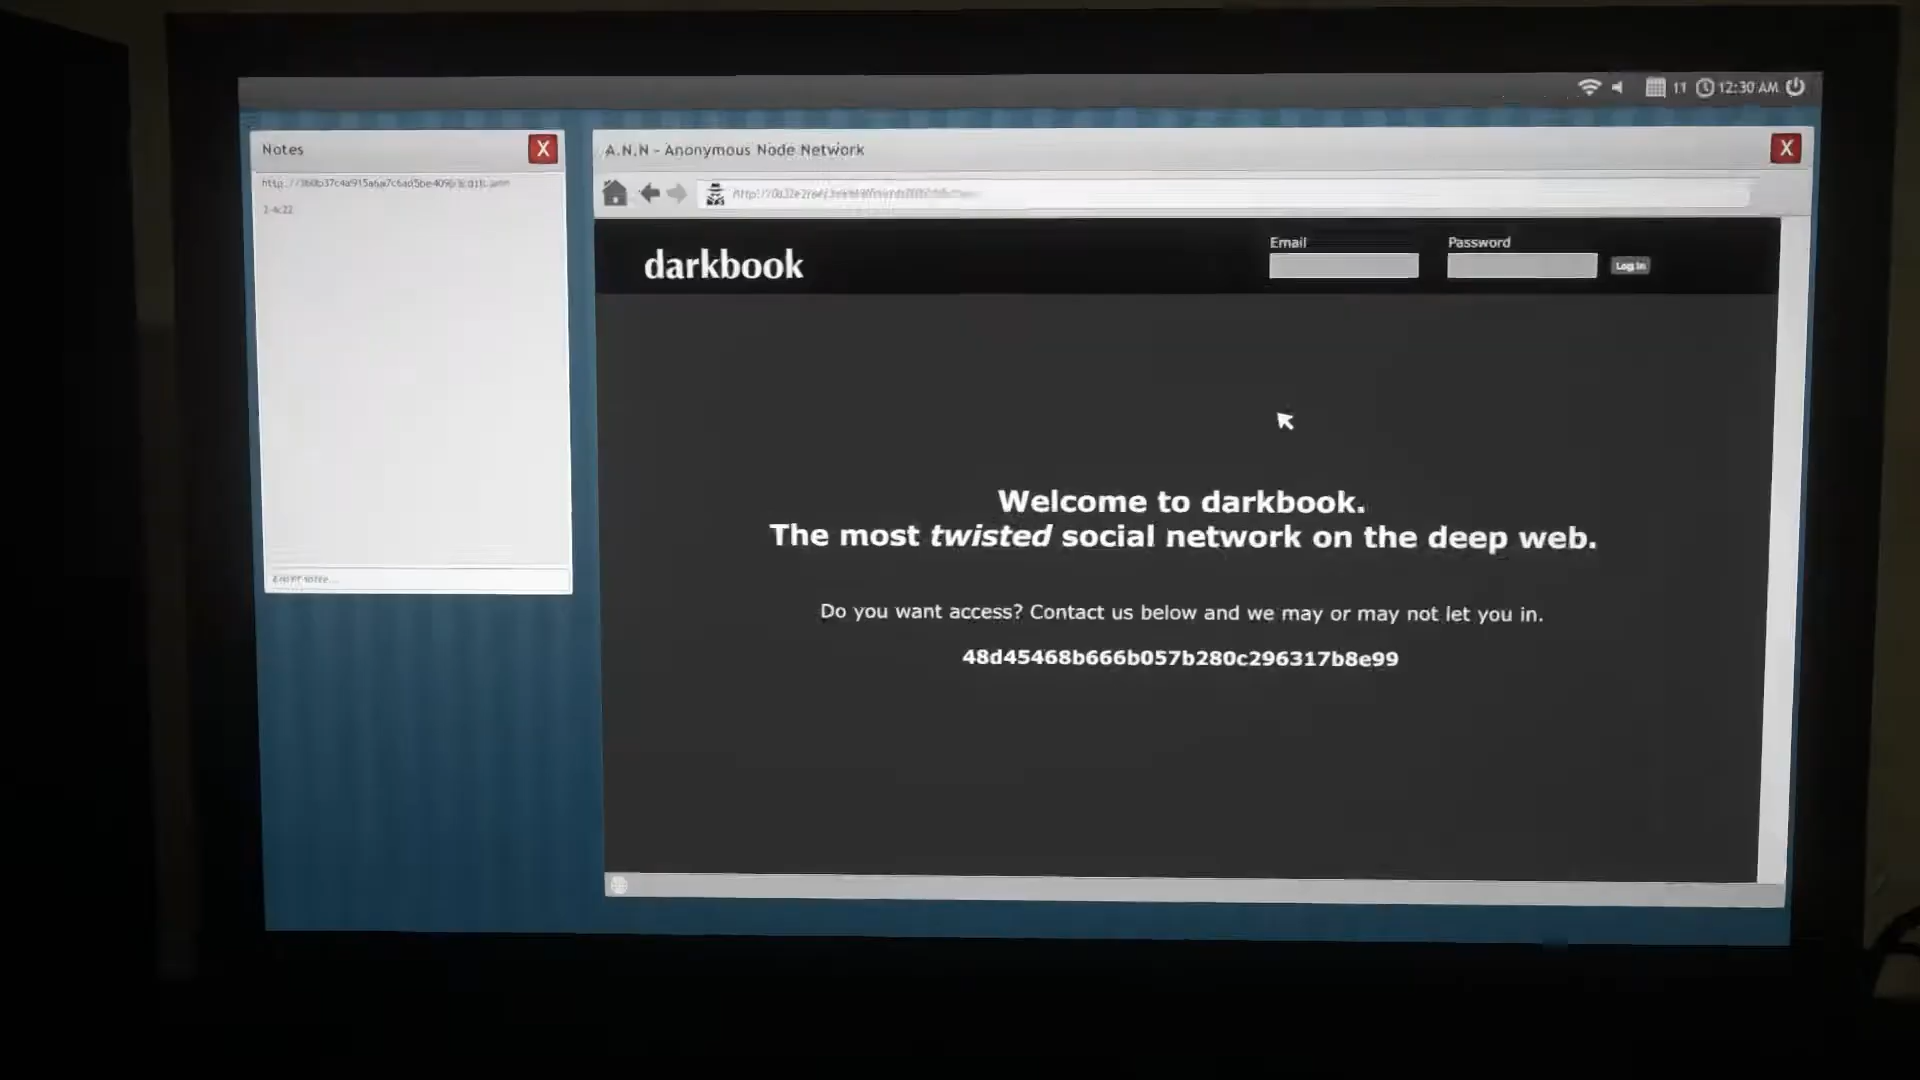 11 12:30 AM
Notes
A.N.N - Anonymous Node Network
2-4c22
darkbook
Email
Password
Log In
Welcome to darkbook.
The most twisted social network on the deep web.
Do you want access? Contact us below and we may or may not let you in.
48d45468b666b057b280c296317b8e99